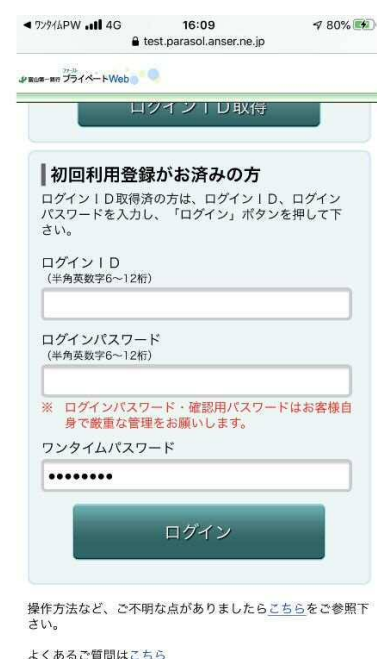 ◀ ワンタイムPW 4G 16:09 80%
test.parasol.anser.ne.jp
富山第一銀行 ファースト プライベートWeb
ログインID取得
初回利用登録がお済みの方
ログインID取得済の方は、ログインID、ログイン
パスワードを入力し、「ログイン」ボタンを押して下
さい。
ログインID
(半角英数字6~12桁)
ログインパスワード
(半角英数字6~12桁)
※ ログインパスワード・確認用パスワードはお客様自
身で厳重な管理をお願いします。
ワンタイムパスワード
••••••••
ログイン
操作方法など、ご不明な点がありましたらこちらをご参照下
さい。
よくあるご質問はこちら